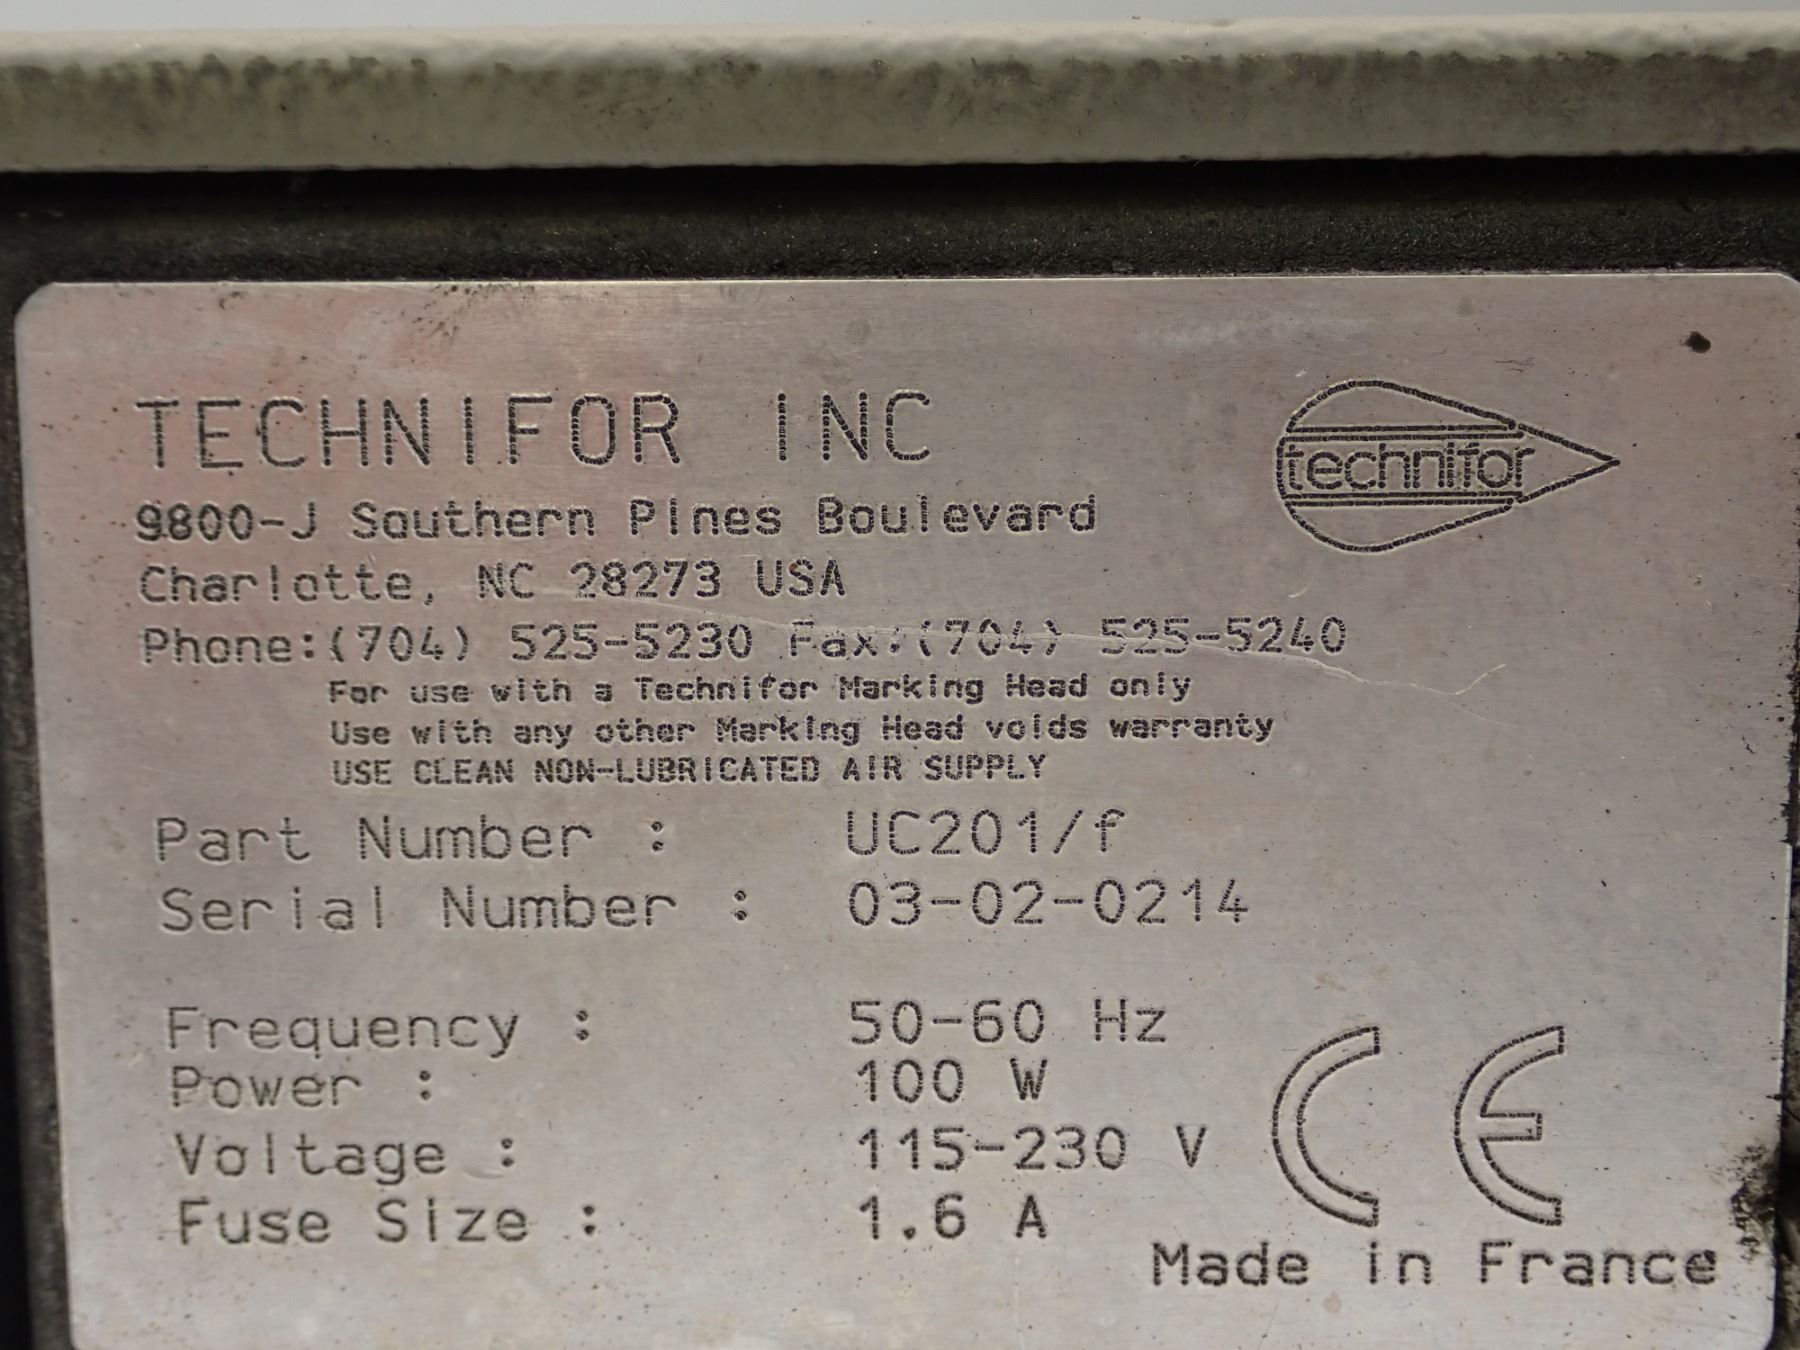 TECHNIFOR INC
technifor
9800-J Southern Pines Boulevard
Charlotte, NC 28273 USA
Phone:(704) 525-5230 Fax:(704) 525-5240
For use with a Technifor Marking Head only
Use with any other Marking Head voids warranty
USE CLEAN NON-LUBRICATED AIR SUPPLY
Part Number : UC201/f
Serial Number : 03-02-0214
Frequency : 50-60 Hz
Power : 100 W
Voltage : 115-230 V
Fuse Size : 1.6 A
CE
Made in France